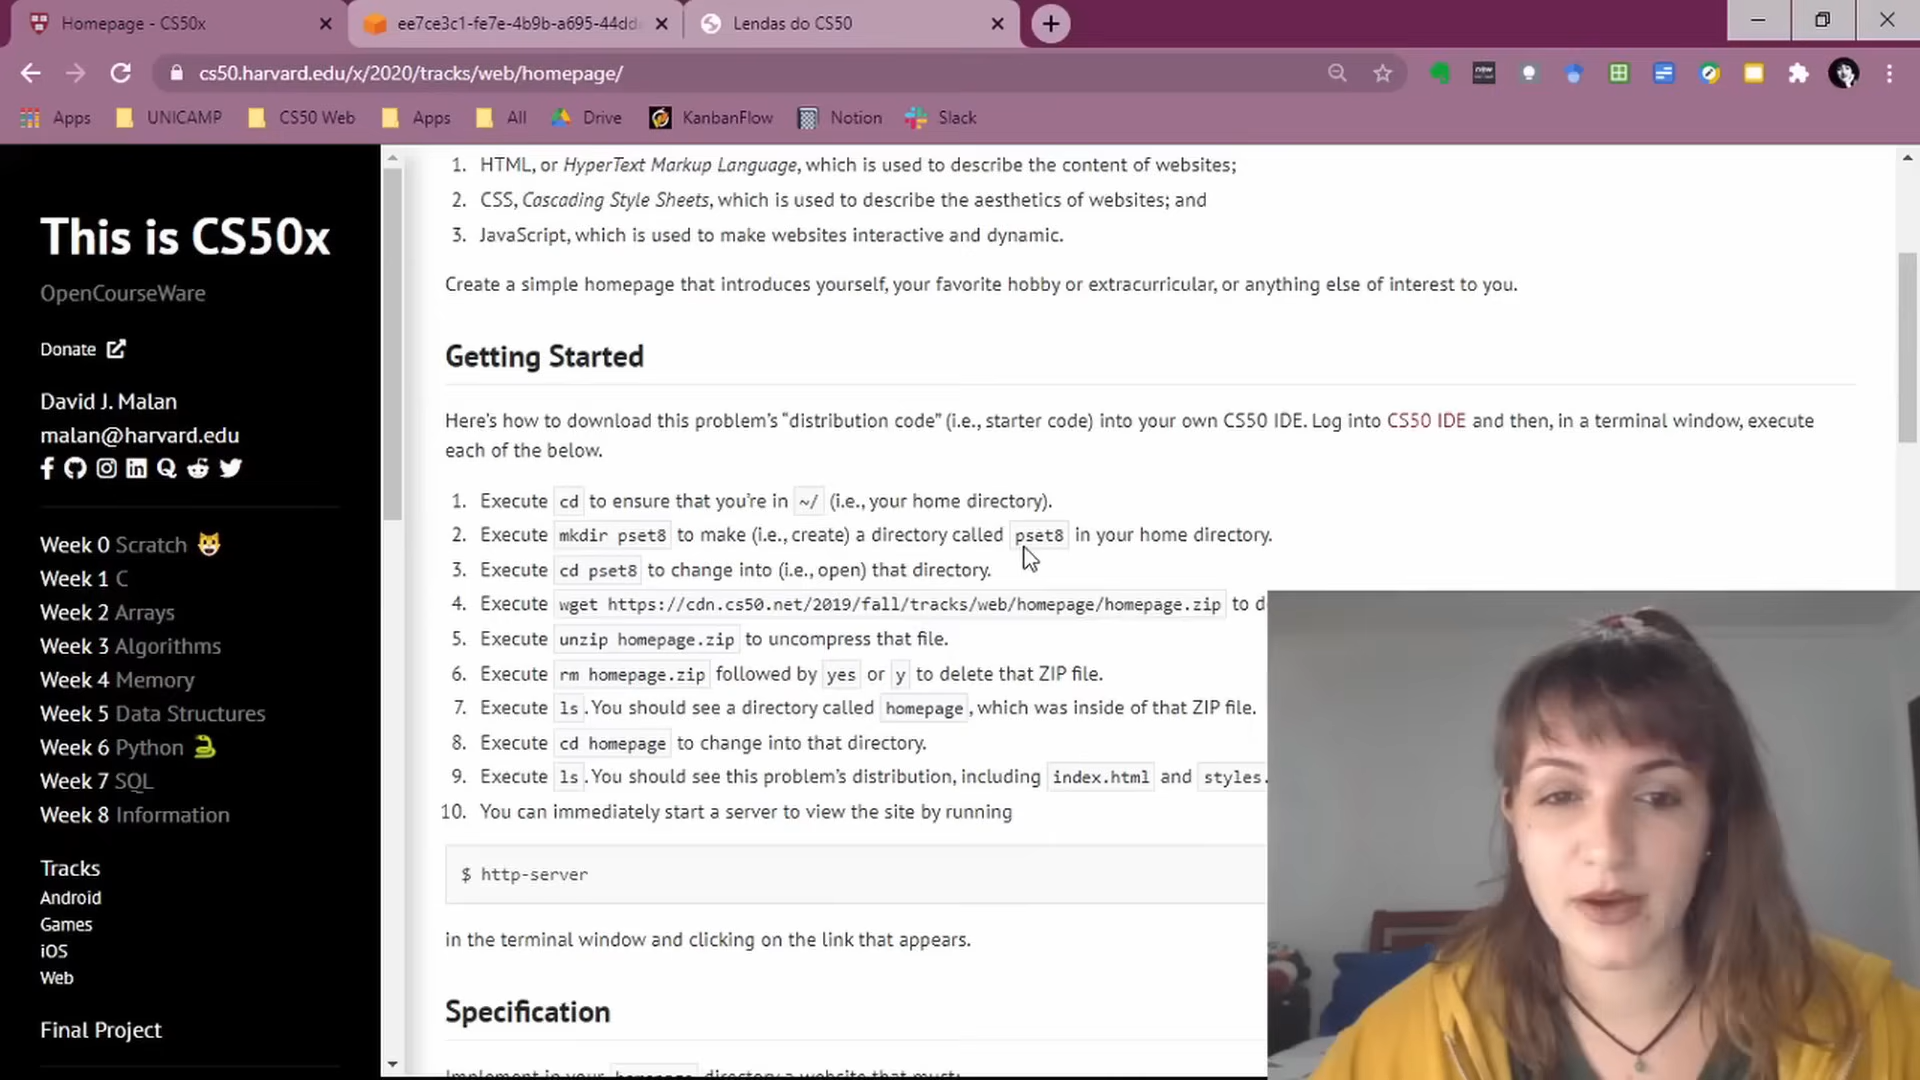 Homepage - CS50x
ee7ce3c1-fe7e-4b9b-a695-44dd
Lendas do CS50
cs50.harvard.edu/x/2020/tracks/web/homepage/
Apps UNICAMP CS50 Web Apps All Drive KanbanFlow Notion Slack
This is CS50x
OpenCourseWare
Donate
David J. Malan
malan@harvard.edu
Week 0 Scratch
Week 1 C
Week 2 Arrays
Week 3 Algorithms
Week 4 Memory
Week 5 Data Structures
Week 6 Python
Week 7 SQL
Week 8 Information
Tracks
Android
Games
iOS
Web
Final Project
1. HTML, or HyperText Markup Language, which is used to describe the content of websites;
2. CSS, Cascading Style Sheets, which is used to describe the aesthetics of websites; and
3. JavaScript, which is used to make websites interactive and dynamic.
Create a simple homepage that introduces yourself, your favorite hobby or extracurricular, or anything else of interest to you.
Getting Started
Here's how to download this problem's “distribution code” (i.e., starter code) into your own CS50 IDE. Log into CS50 IDE and then, in a terminal window, execute
each of the below.
1. Execute cd to ensure that you're in ~/ (i.e., your home directory).
2. Execute mkdir pset8 to make (i.e., create) a directory called pset8 in your home directory.
3. Execute cd pset8 to change into (i.e., open) that directory.
4. Execute wget https://cdn.cs50.net/2019/fall/tracks/web/homepage/homepage.zip to d
5. Execute unzip homepage.zip to uncompress that file.
6. Execute rm homepage.zip followed by yes or y to delete that ZIP file.
7. Execute ls. You should see a directory called homepage, which was inside of that ZIP file.
8. Execute cd homepage to change into that directory.
9. Execute ls. You should see this problem's distribution, including index.html and styles.
10. You can immediately start a server to view the site by running
$ http-server
in the terminal window and clicking on the link that appears.
Specification
Implement in your homepage directory a website that must: